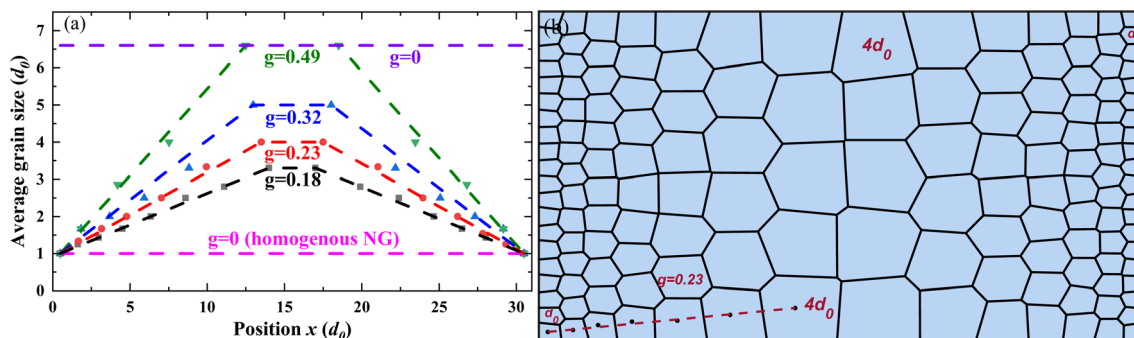 (a)
Average grain size (d0)
7
6
5
4
3
2
1
0
g=0.49
g=0
g=0.32
g=0.23
g=0.18
g=0 (homogenous NG)
0 5 10 15 20 25 30
Position x (d0)
(b)
4d0
d
g=0.23
d0
4d0